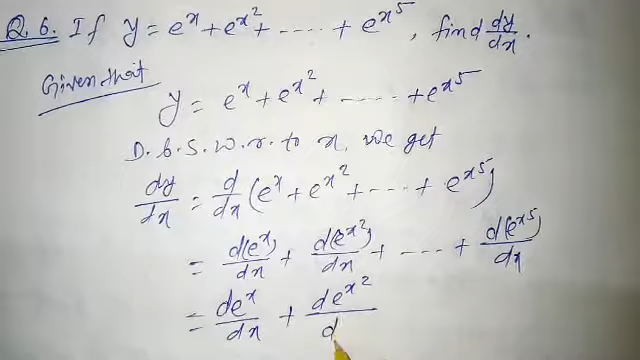 Q.6. If y = e^x + e^x^2 + ---- + e^x^5, find dy/dx.
Given that
y = e^x + e^x^2 + ---- + e^x^5
D.b.s.w.r.to x, we get
dy/dx = d/dx (e^x + e^x^2 + --- + e^x^5)
= d(e^x)/dx + d(e^x^2)/dx + ---- + d(e^x^5)/dx
= de^x/dx + de^x^2/d